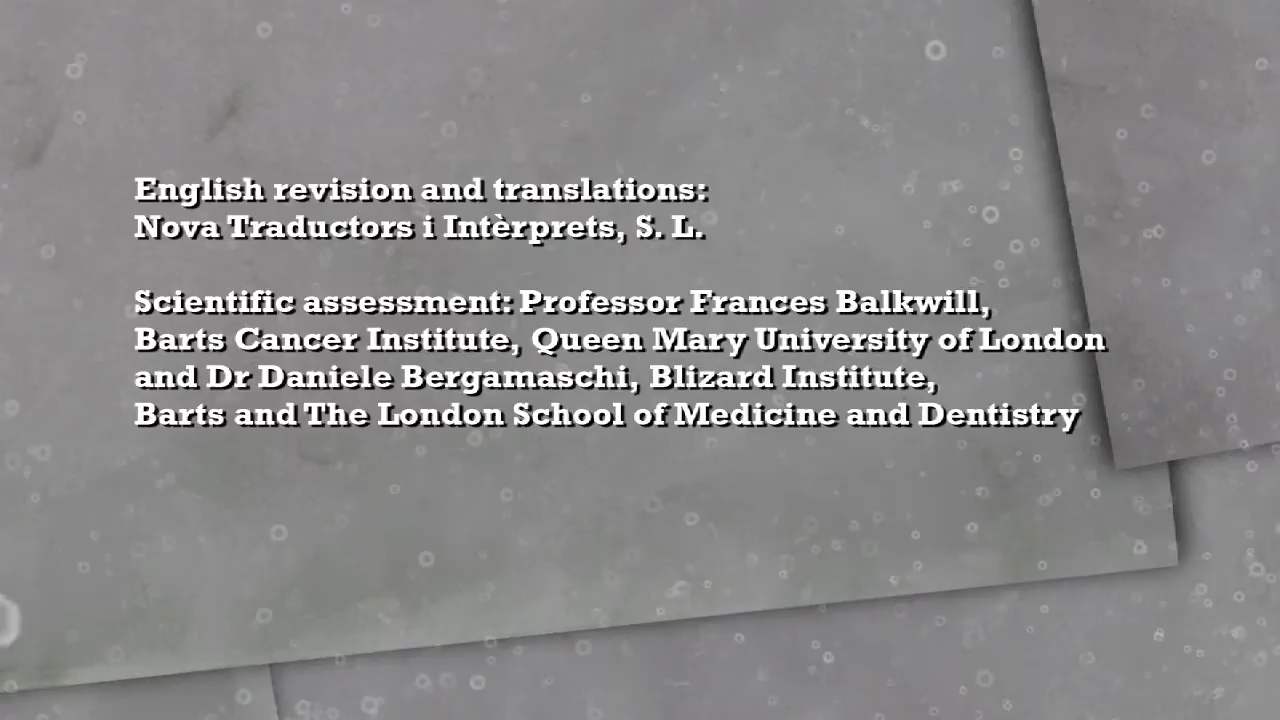 English revision and translations:
Nova Traductors i Intèrprets, S. L.
Scientific assessment: Professor Frances Balkwill,
Barts Cancer Institute, Queen Mary University of London
and Dr Daniele Bergamaschi, Blizard Institute,
Barts and The London School of Medicine and Dentistry